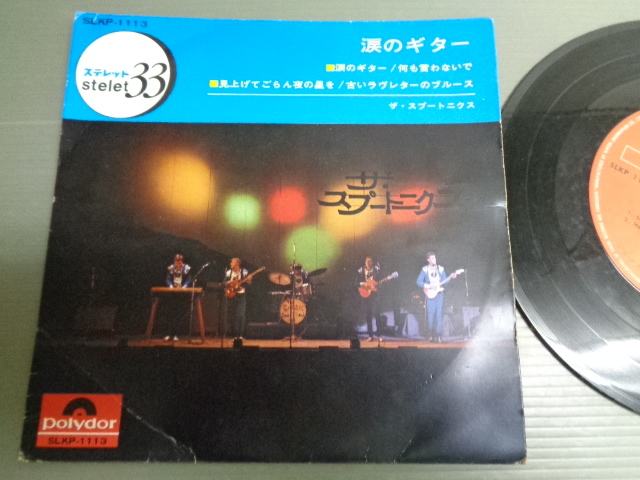 SLKP-1113
涙のギター
ステレット
stelet 33
涙のギター/何も言わないで
見上げてごらん夜の星を/古いラヴレターのブルース
ザ・スプートニクス
ザ・
スプートニクス
polydor
SLKP-1113